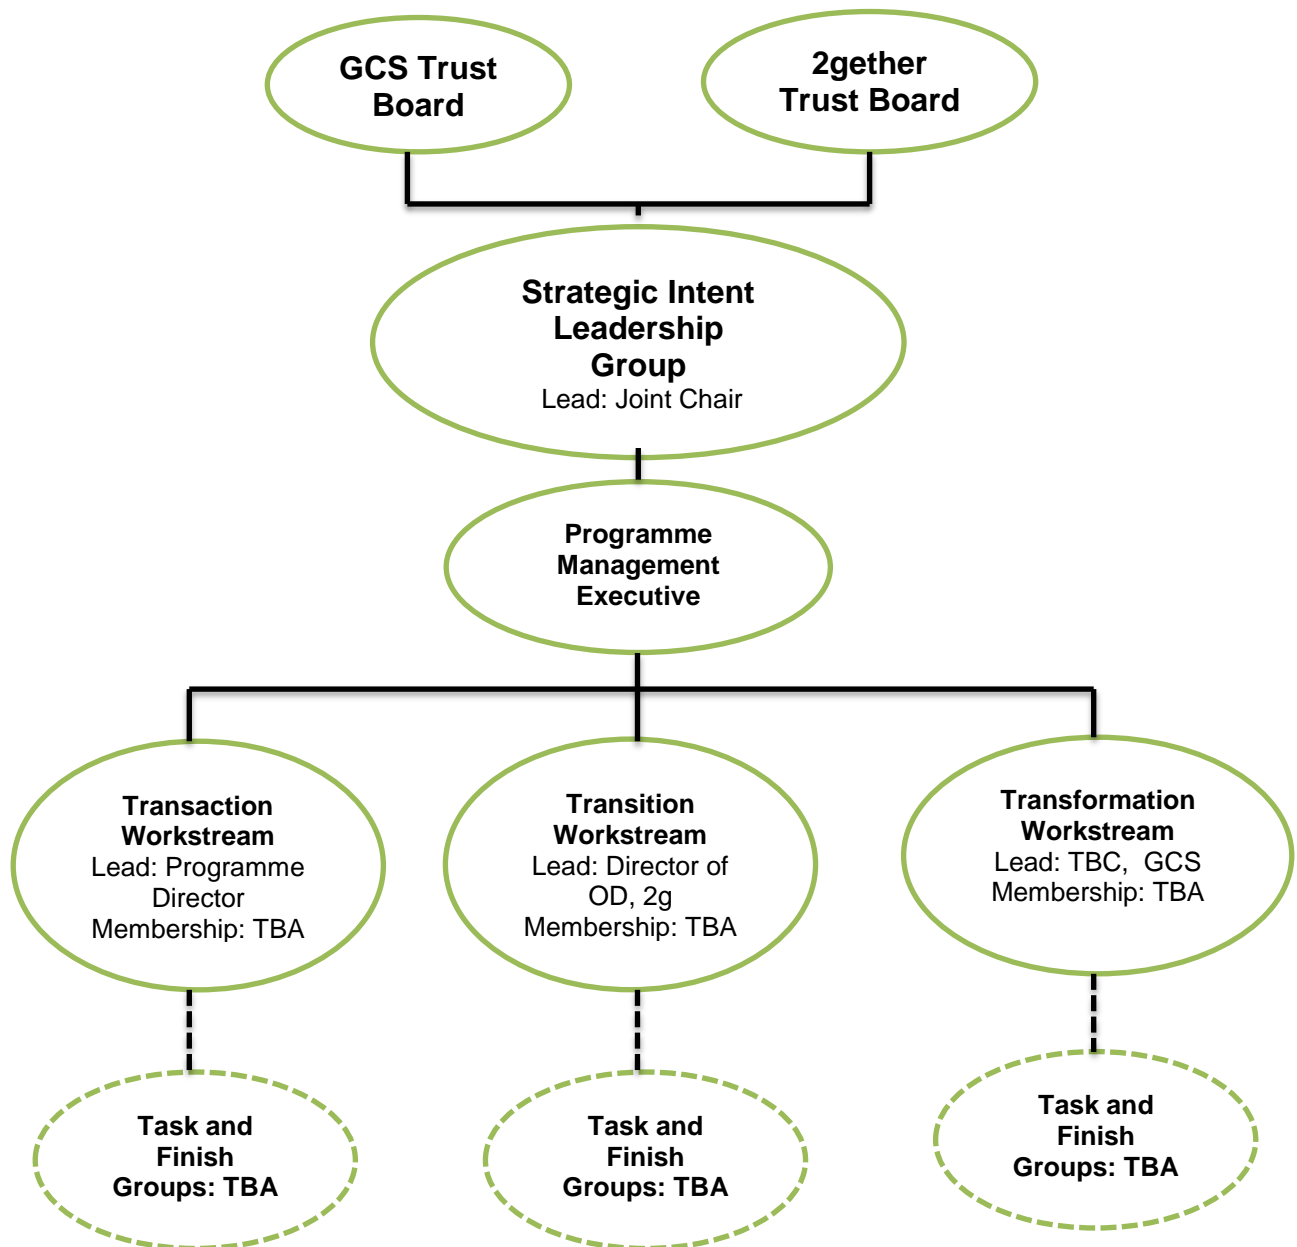 GCS Trust
Board
2gether
Trust Board
Strategic Intent
Leadership
Group
Lead: Joint Chair
Programme
Management
Executive
Transaction
Workstream
Lead: Programme
Director
Membership: TBA
Transition
Workstream
Lead: Director of
OD, 2g
Membership: TBA
Transformation
Workstream
Lead: TBC,  GCS
Membership: TBA
Task and
Finish
Groups: TBA
Task and
Finish
Groups: TBA
Task and
Finish
Groups: TBA